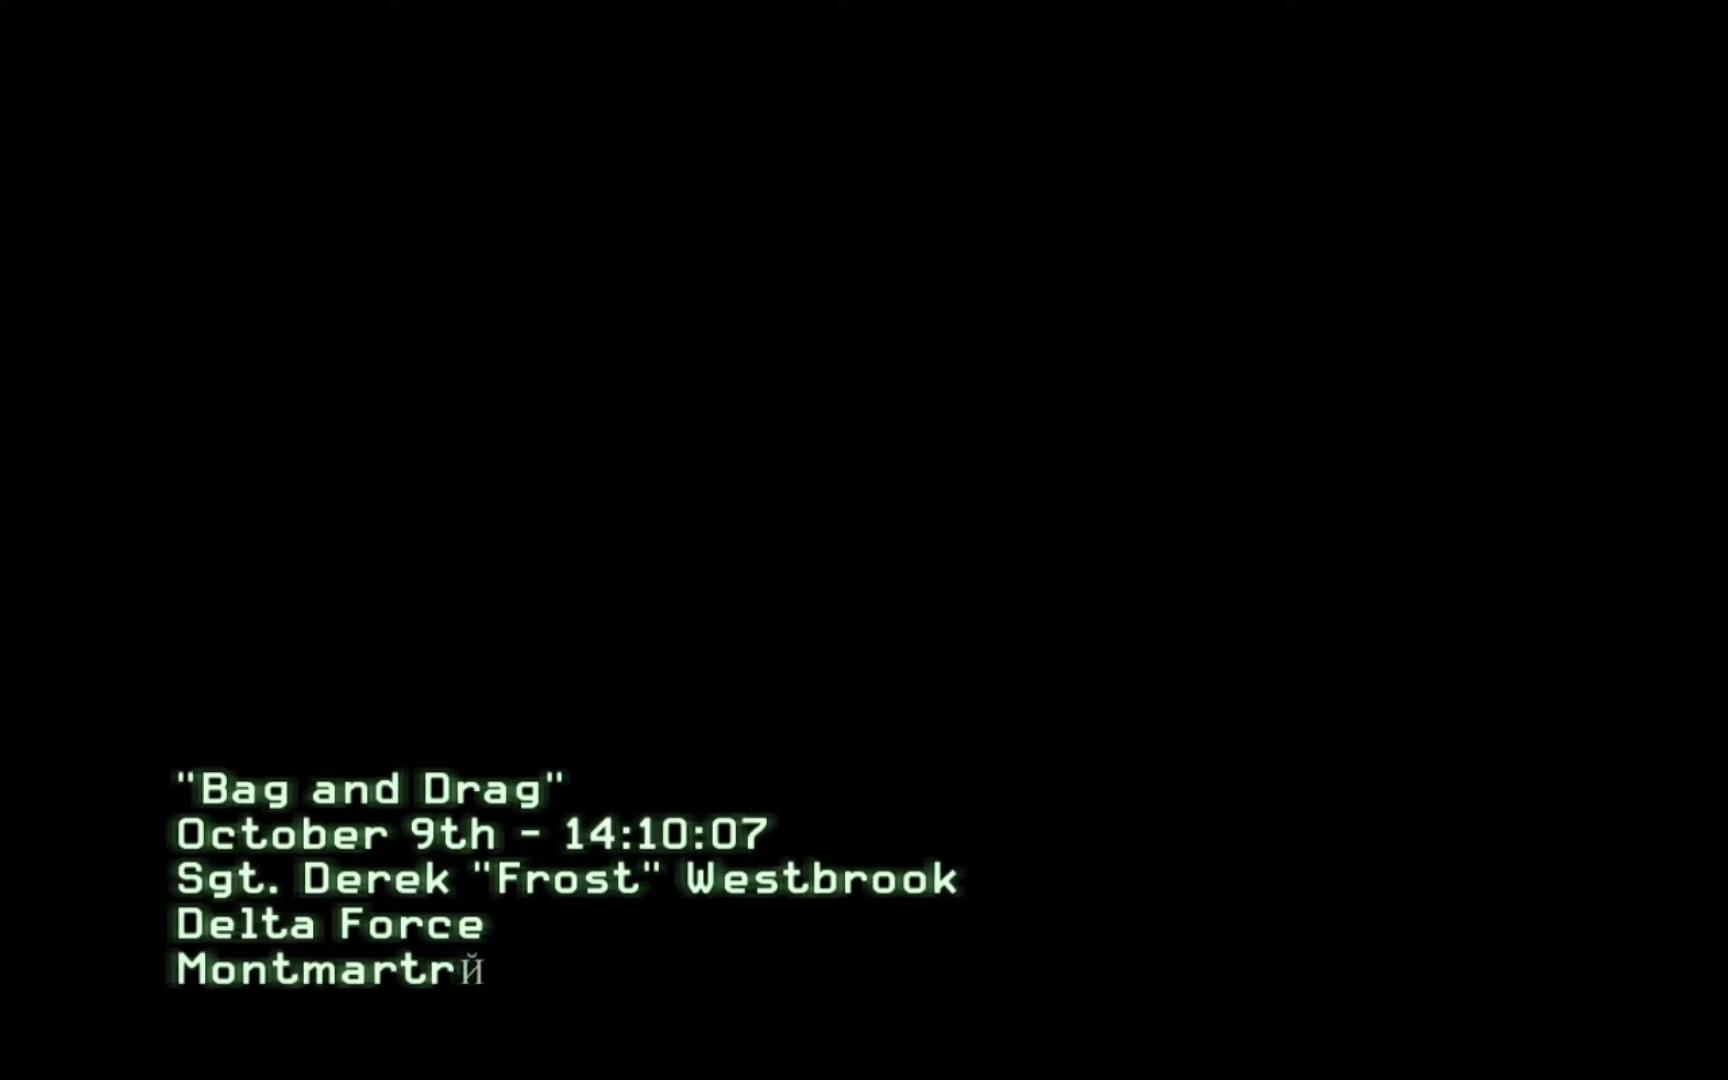 "Bag and Drag"
October 9th - 14:10:07
Sgt. Derek "Frost" Westbrook
Delta Force
Montmartrй